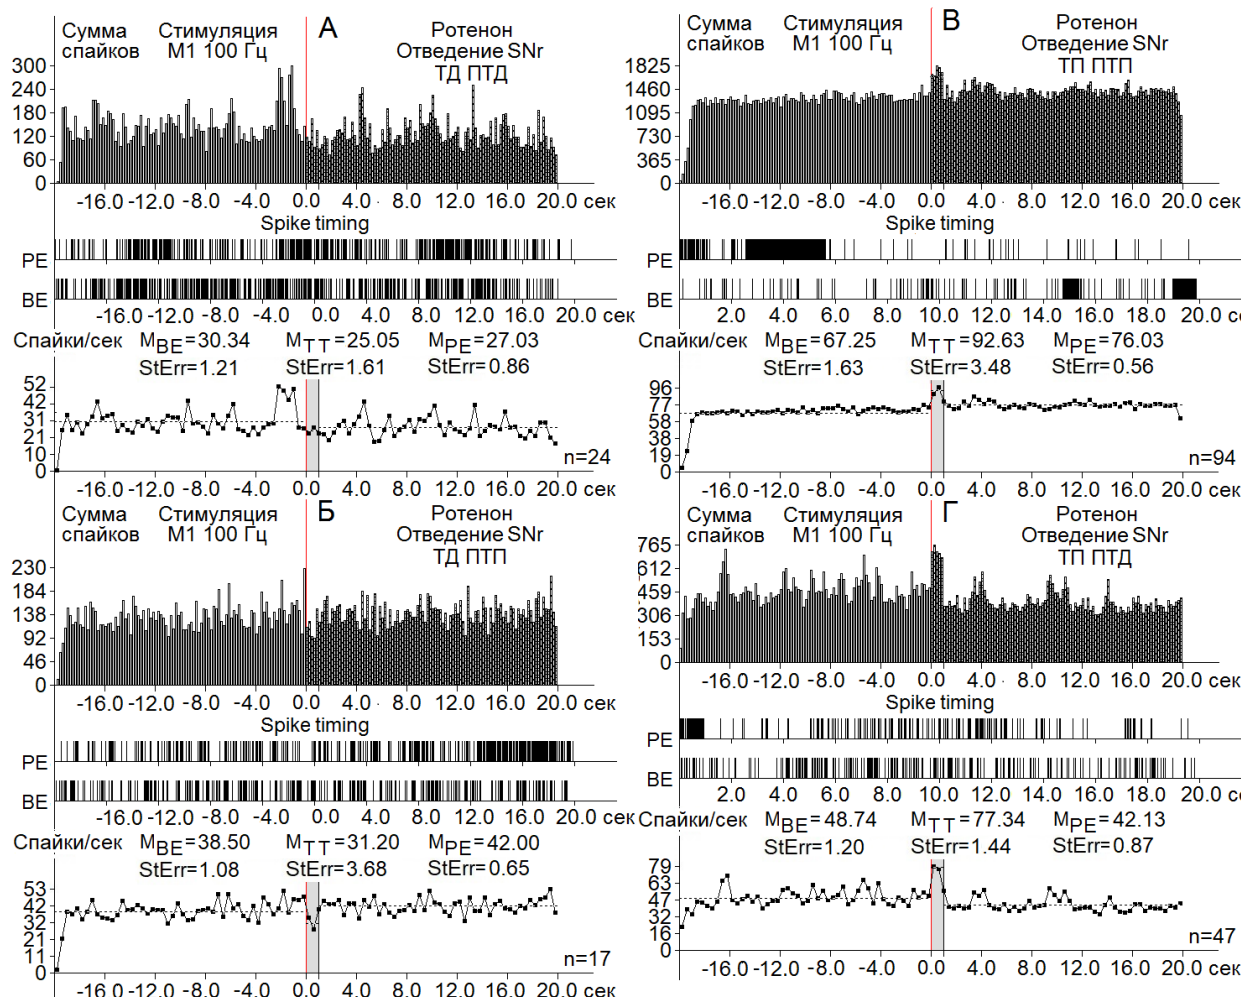 А
Сумма спайков
Стимуляция М1 100 Гц
Ротенон
Отведение SNr
ТД ПТД
300
240
180
120
120
60
0
-16.0 -12.0 -8.0 -4.0 0.0 4.0 8.0 12.0 16.0 20.0 сек
Spike timing
PE
BE
-16.0 -12.0 -8.0 -4.0 0.0 4.0 8.0 12.0 16.0 20.0 сек
Спайки/сек M BE =30.34 M TT =25.05 M PE =27.03
StErr=1.21 StErr=1.61 StErr=0.86
52
42
31
31
21
10
0
n=24
-16.0 -12.0 -8.0 -4.0 0.0 4.0 8.0 12.0 16.0 20.0 сек
Б
Сумма спайков
Стимуляция М1 100 Гц
Ротенон
Отведение SNr
ТД ПТП
230
184
138
138
92
46
0
-16.0 -12.0 -8.0 -4.0 0.0 4.0 8.0 12.0 16.0 20.0 сек
Spike timing
PE
BE
-16.0 -12.0 -8.0 -4.0 0.0 4.0 8.0 12.0 16.0 20.0 сек
Спайки/сек M BE =38.50 M TT =31.20 M PE =42.00
StErr=1.08 StErr=3.68 StErr=0.65
53
42
42
32
21
11
0
n=17
-16.0 -12.0 -8.0 -4.0 0.0 4.0 8.0 12.0 16.0 20.0 сек
В
Сумма спайков
Стимуляция М1 100 Гц
Ротенон
Отведение SNr
ТП ПТП
1825
1460
1095
730
365
0
-16.0 -12.0 -8.0 -4.0 0.0 4.0 8.0 12.0 16.0 20.0 сек
Spike timing
PE
BE
2.0 4.0 6.0 8.0 10.0 12.0 14.0 16.0 20.0 с
Спайки/сек M BE =67.25 M TT =92.63 M PE =76.03
StErr=1.63 StErr=3.48 StErr=0.56
96
77
58
38
19
0
n=94
-16.0 -12.0 -8.0 -4.0 0.0 4.0 8.0 12.0 16.0 20.0 сек
Г
Сумма спайков
Стимуляция М1 100 Гц
Ротенон
Отведение SNr
ТП ПТД
765
612
459
306
153
0
-16.0 -12.0 -8.0 -4.0 0.0 4.0 8.0 12.0 16.0 20.0 сек
Spike timing
PE
BE
2.0 4.0 6.0 8.0 10.0 12.0 14.0 16.0 20.0 с
Спайки/сек M BE =48.74 M TT =77.34 M PE =42.13
StErr=1.20 StErr=1.44 StErr=0.87
79
63
47
32
16
0
n=47
-16.0 -12.0 -8.0 -4.0 0.0 4.0 8.0 12.0 16.0 20.0 сек